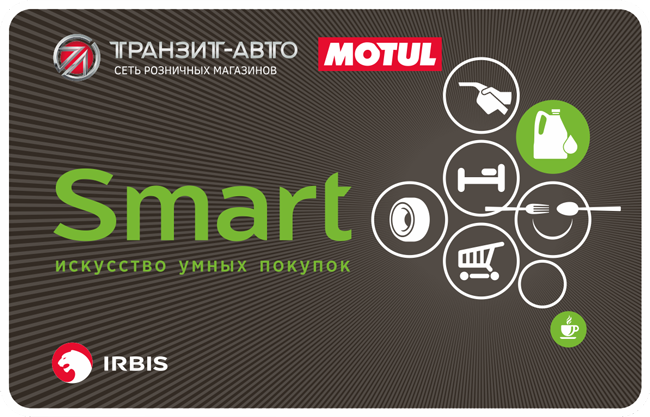 ТРАНЗИТ-АВТО
СЕТЬ РОЗНИЧНЫХ МАГАЗИНОВ
MOTUL
Smart
искусство умных покупок
IRBIS